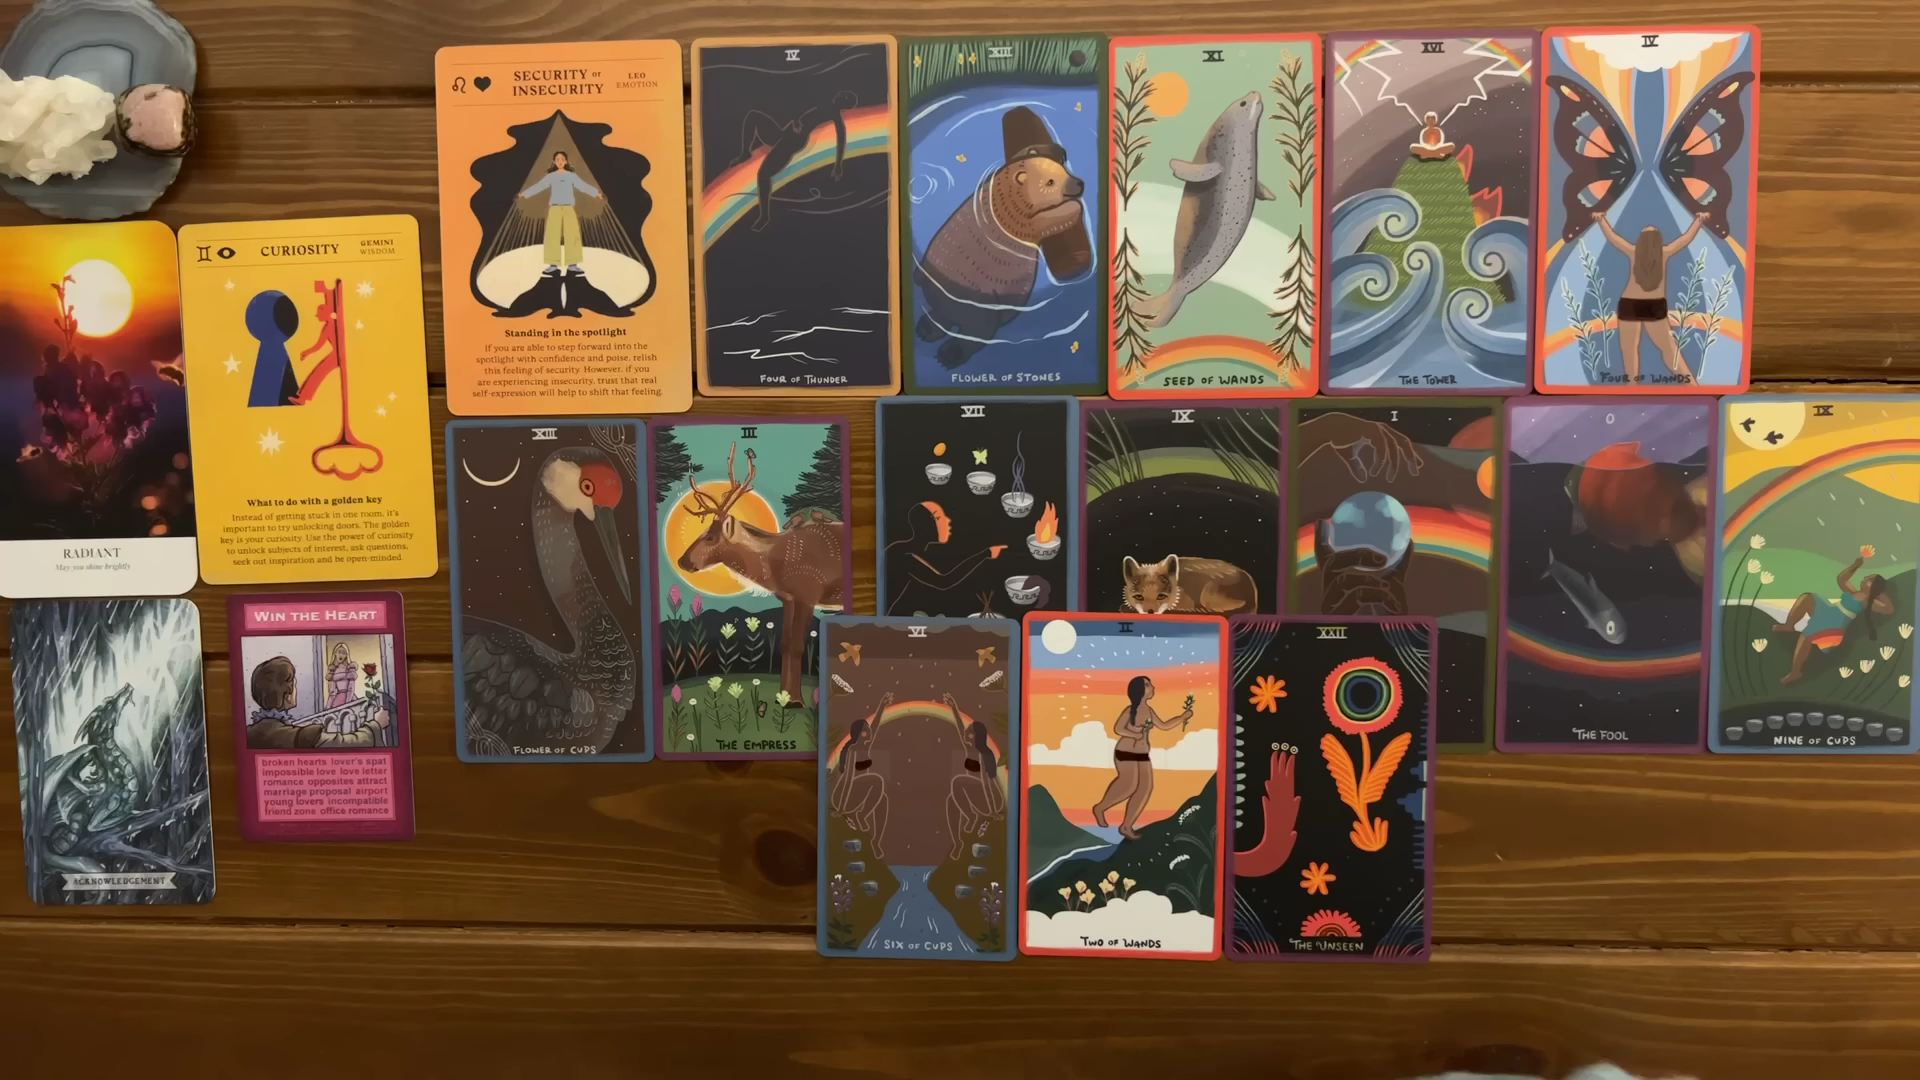 SECURITY or
INSECURITY
LEO
EMOTION
Standing in the spotlight
If you are able to step forward into the
spotlight with confidence and poise, relish
this feeling of security. However, if you
are experiencing insecurity, trust that real
self-expression will help to shift that feeling.
IV
FOUR OF THUNDER
XIII
FLOWER OF STONES
XI
SEED OF WANDS
XVI
THE TOWER
IV
FOUR OF WANDS
RADIANT
May you shine brightly
CURIOSITY
GEMINI
WISDOM
What to do with a golden key
Instead of getting stuck in one room, it's
important to try unlocking doors. The golden
key is your curiosity. Use the power of curiosity
to unlock subjects of interest, ask questions,
seek out inspiration and be open-minded.
XIII
FLOWER OF CUPS
III
THE EMPRESS
VII
IX
I
0
THE FOOL
IX
NINE OF CUPS
ACKNOWLEDGEMENT
WIN THE HEART
broken hearts lover's spat
impossible love love letter
romance opposites attract
marriage proposal airport
young lovers incompatible
friend zone office romance
VI
SIX OF CUPS
II
TWO OF WANDS
XXII
THE UNSEEN